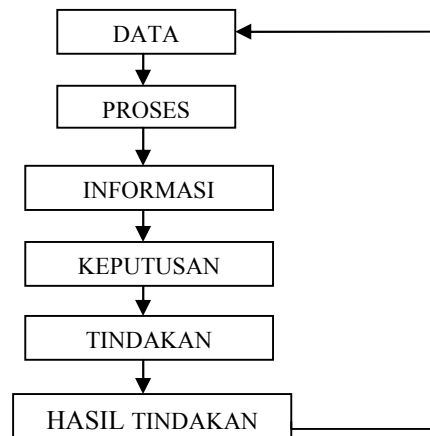 DATA
PROSES
INFORMASI
KEPUTUSAN
TINDAKAN
HASIL TINDAKAN